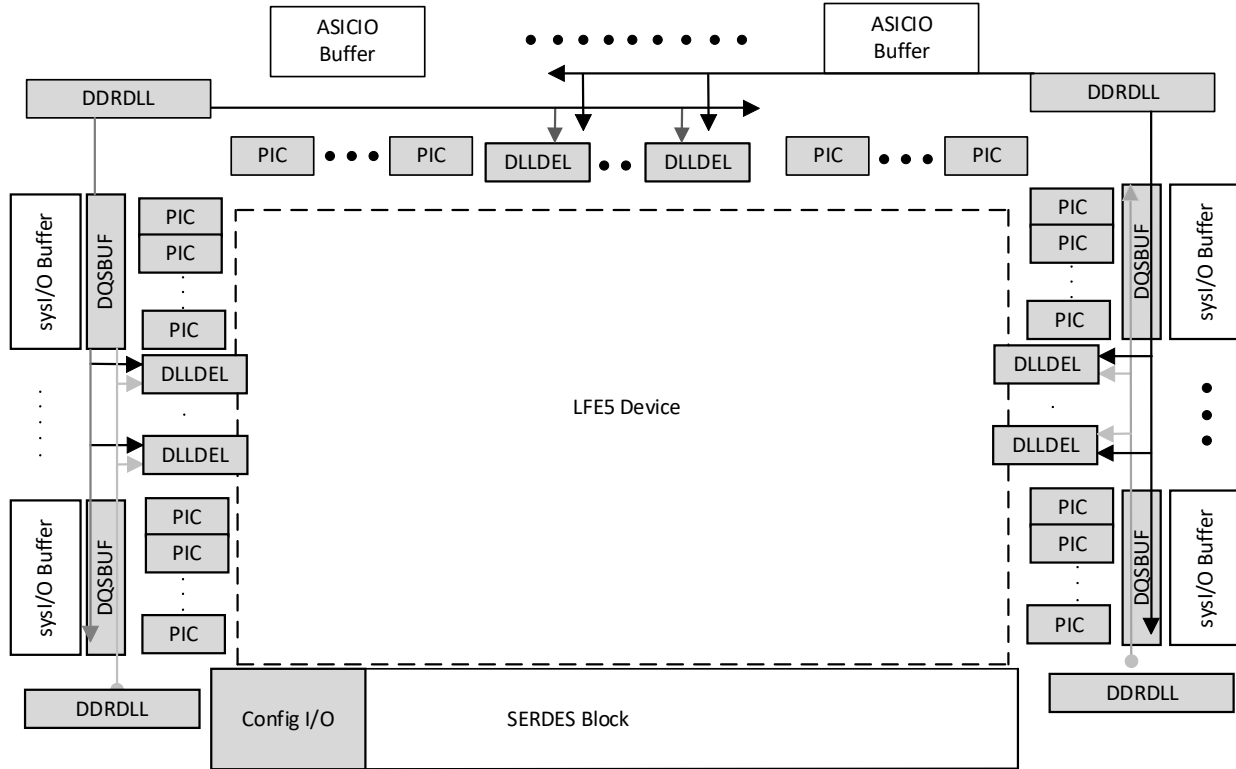 ASICIO
Buffer
ASICIO
Buffer
DDRDLL
DDRDLL
PIC
PIC
DLLDEL
DLLDEL
PIC
PIC
sysI/O Buffer
DQSBUF
PIC
PIC
PIC
DLLDEL
DLLDEL
sysI/O Buffer
DQSBUF
PIC
PIC
PIC
DDRDLL
LFE5 Device
PIC
PIC
PIC
DQSBUF
sysI/O Buffer
DLLDEL
DLLDEL
PIC
PIC
PIC
DQSBUF
sysI/O Buffer
DDRDLL
Config I/O
SERDES Block